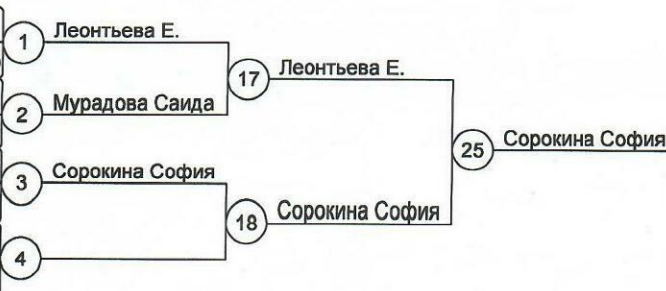 1 Леонтьева Е.
17 Леонтьева Е.
2 Мурадова Саида
25 Сорокина София
3 Сорокина София
18 Сорокина София
4